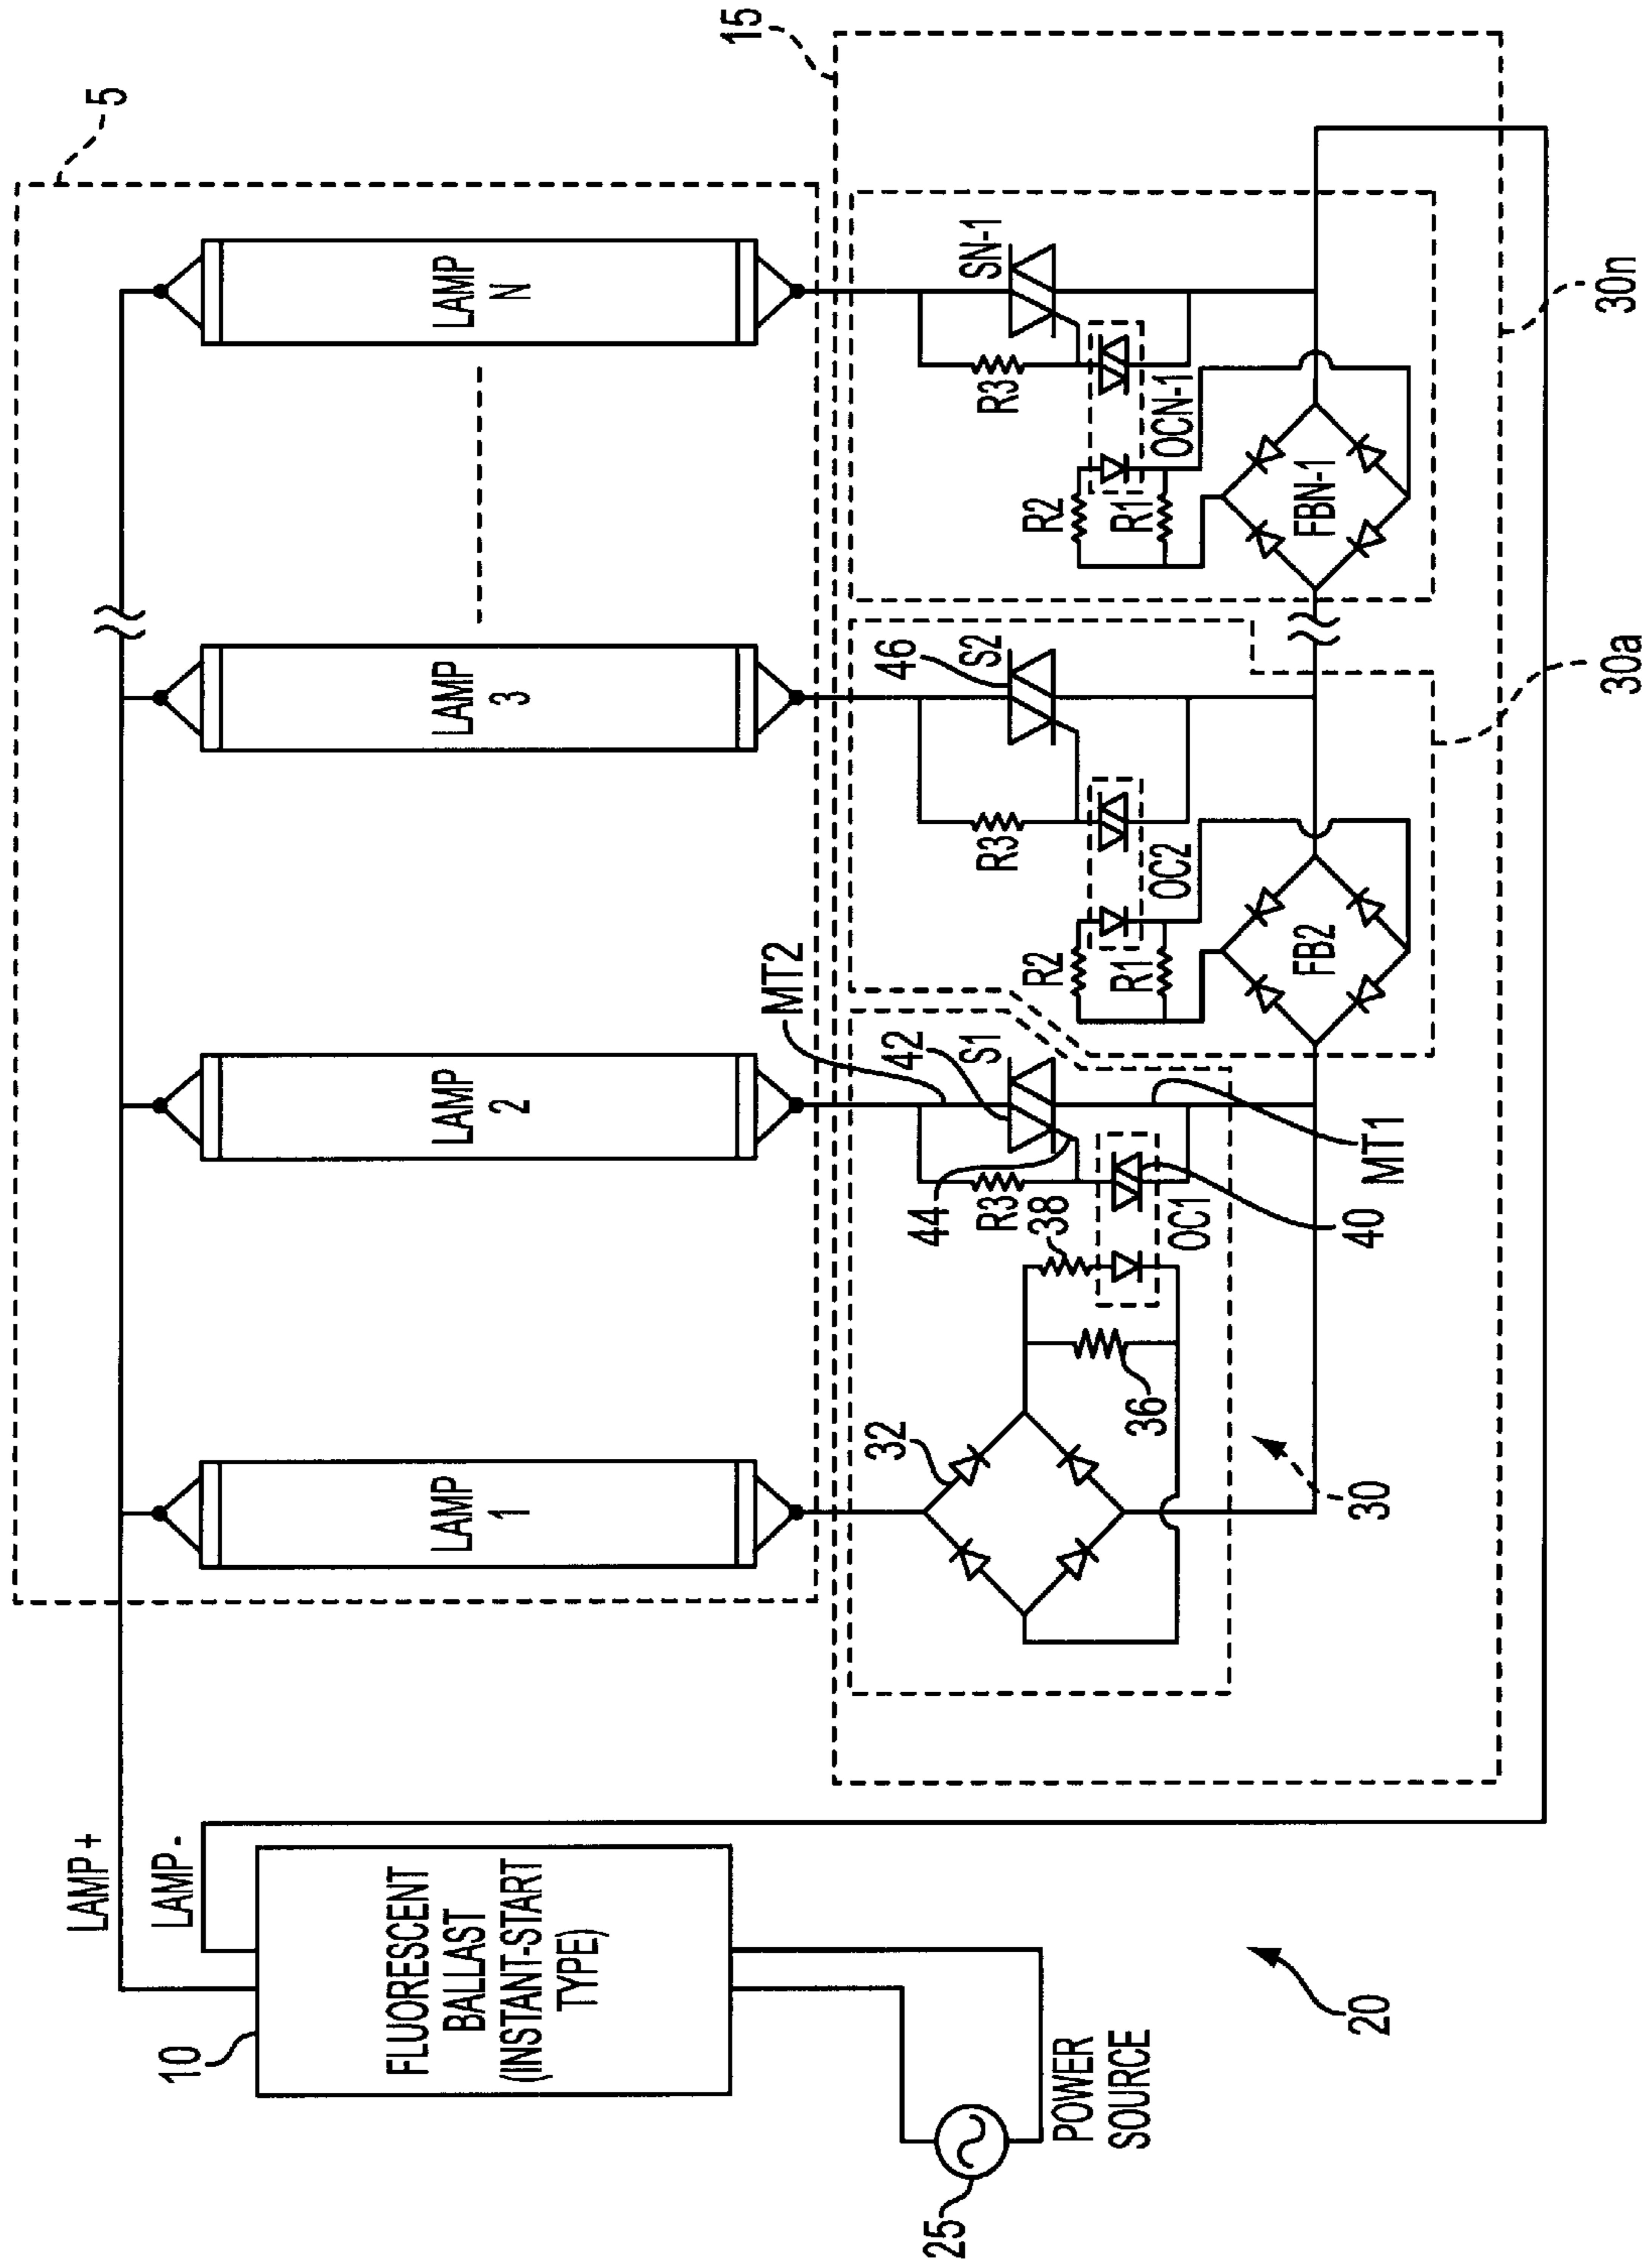 5
15
LAMP +
LAMP -
10
FLUORESCENT
BALLAST
(INSTANT-START
TYPE)
25
POWER
SOURCE
20
LAMP
1
LAMP
2
LAMP
3
LAMP
N
32
36
38
R3
44
42
S1
MT2
MT1
OC1
40
30
R2
R1
R3
OC2
46
S2
FB2
30a
R2
R1
R3
OCN-1
SN-1
FBN-1
30n